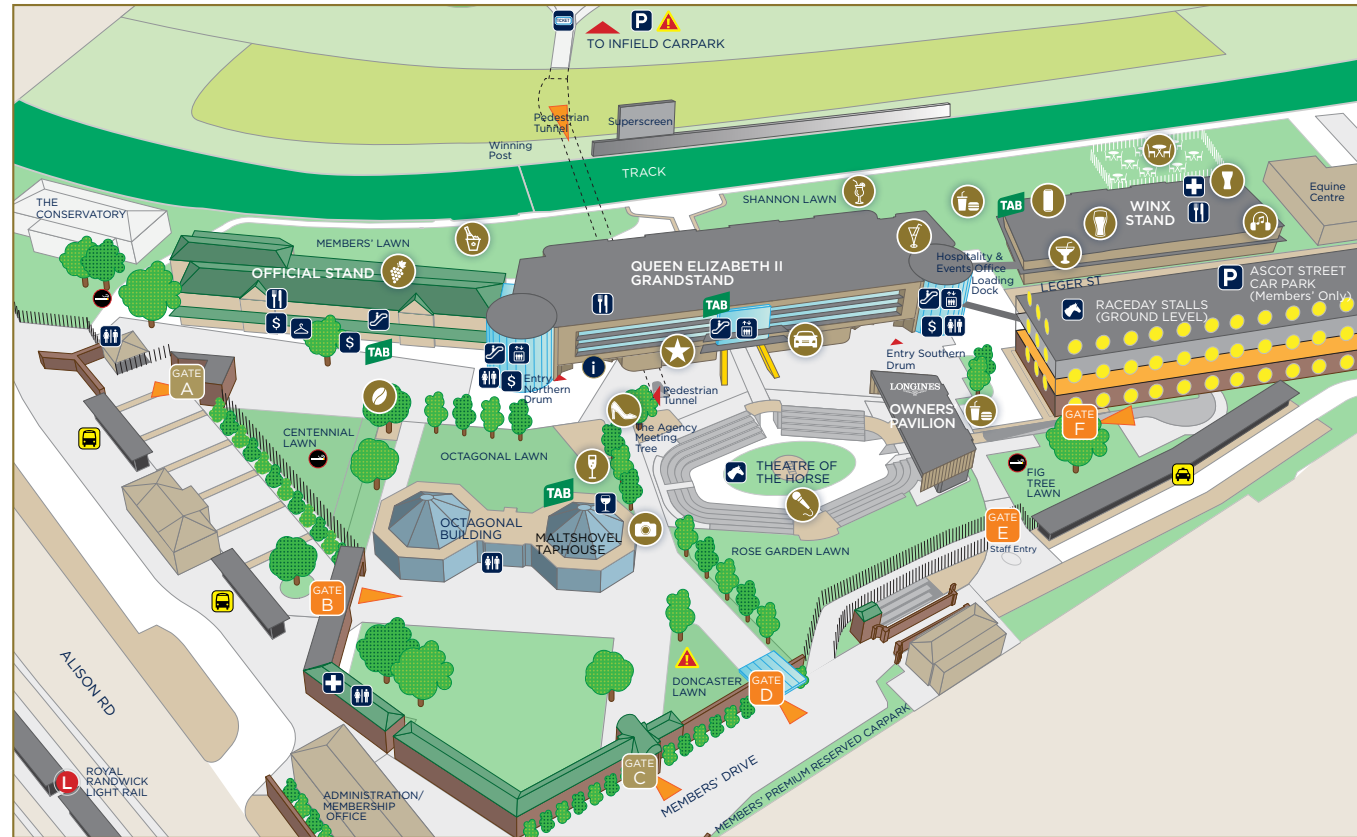 TICKET
P
TO INFIELD CARPARK
Pedestrian
Tunnel
Superscreen
Winning
Post
TRACK
THE
CONSERVATORY
MEMBERS' LAWN
OFFICIAL STAND
SHANNON LAWN
QUEEN ELIZABETH II
GRANDSTAND
TAB
WINX
STAND
Equine
Centre
Hospitality &
Events Office
Loading
Dock
LEGER ST
P
ASCOT STREET
CAR PARK
(Members' Only)
RACEDAY STALLS
(GROUND LEVEL)
TAB
$
$
TAB
$
$
i
Entry
Northern
Drum
Entry Southern
Drum
Pedestrian
Tunnel
The Agency
Meeting
Tree
LONGINES
OWNERS
PAVILION
GATE
A
GATE
F
CENTENNIAL
LAWN
OCTAGONAL LAWN
TAB
THEATRE OF
THE HORSE
FIG
TREE
LAWN
OCTAGONAL
BUILDING
MALTSHOVEL
TAPHOUSE
ROSE GARDEN LAWN
GATE
E
Staff Entry
GATE
B
ALISON RD
DONCASTER
LAWN
GATE
D
GATE
C
MEMBERS' DRIVE
MEMBERS' PREMIUM RESERVED CARPARK
L
ROYAL
RANDWICK
LIGHT RAIL
ADMINISTRATION/
MEMBERSHIP
OFFICE